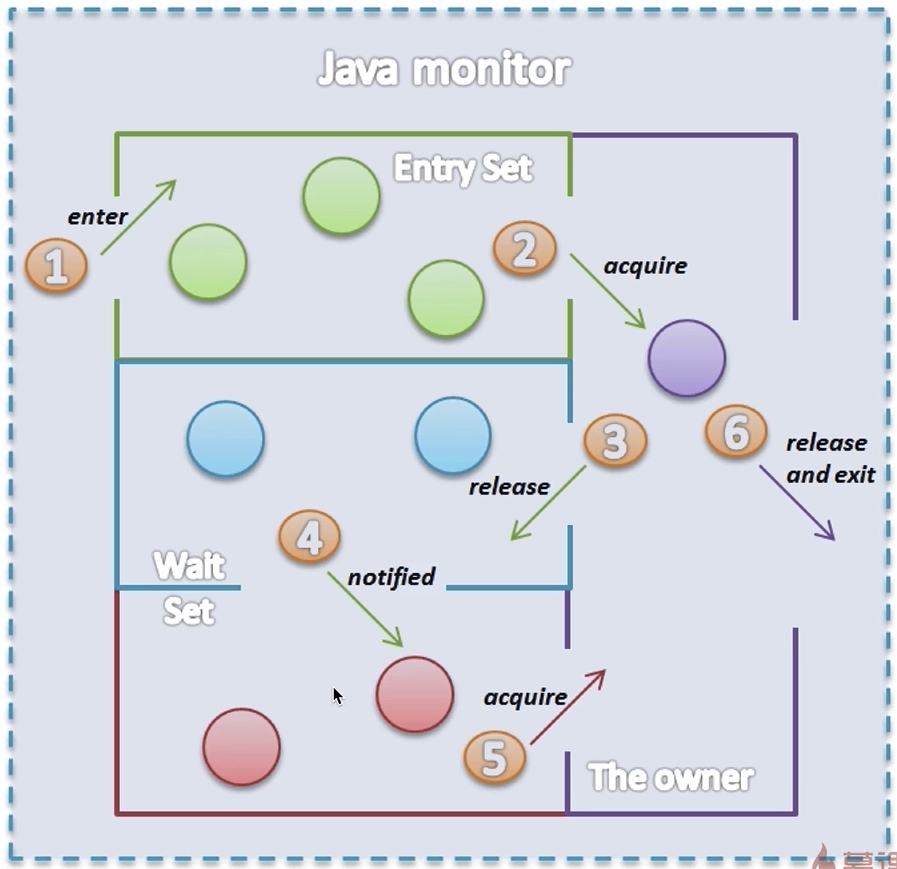 Java monitor
Entry Set
enter
1
2
acquire
3
6
release
and exit
release
4
notified
Wait
Set
acquire
5
The owner